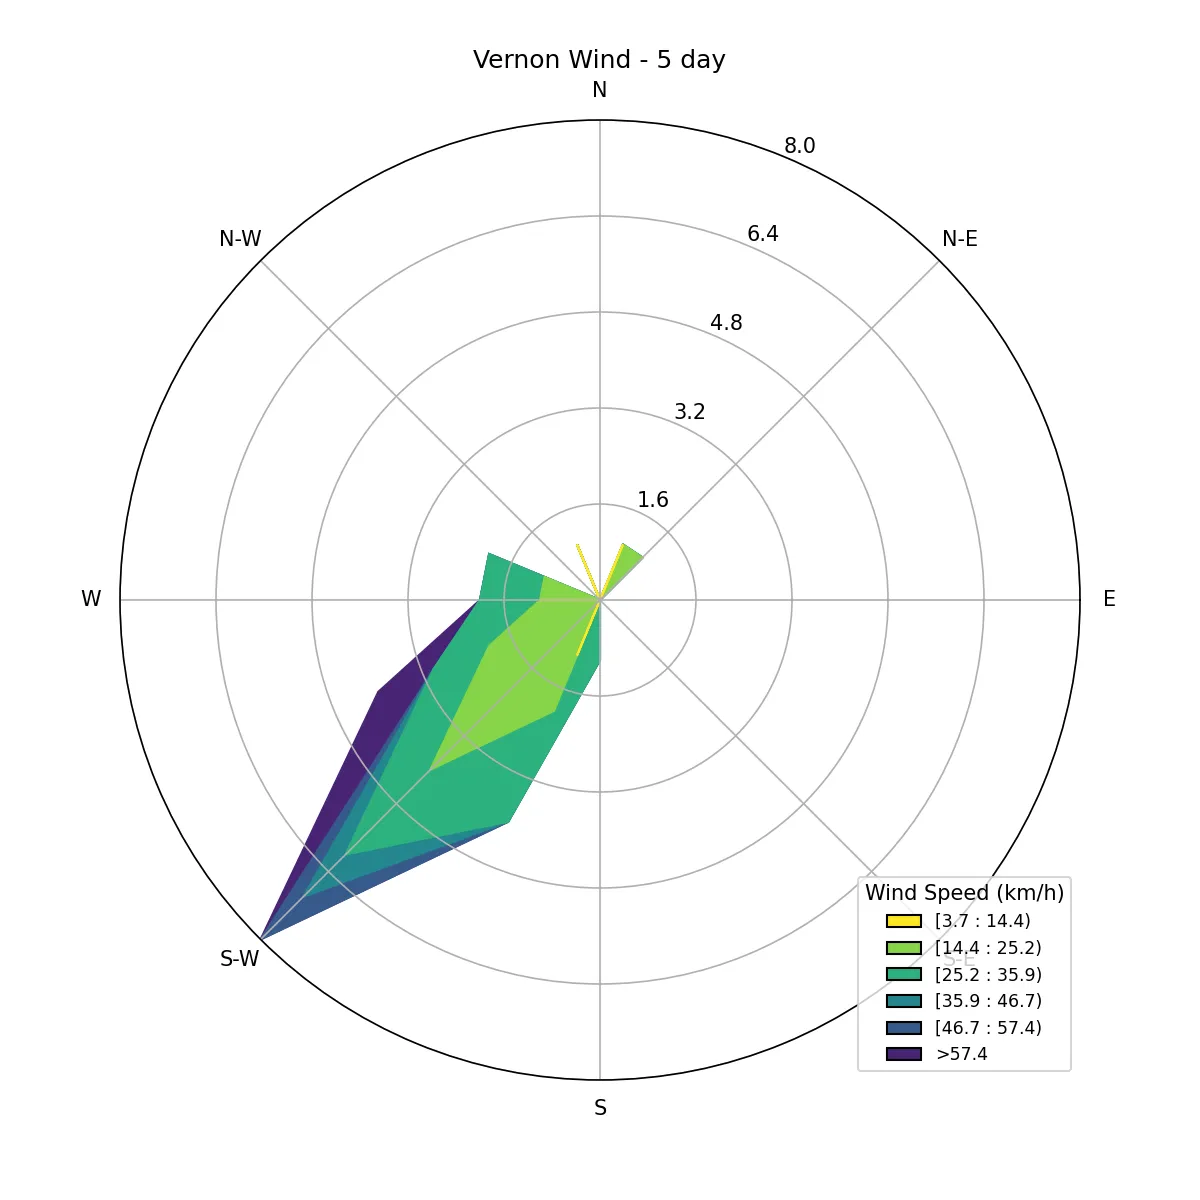 Vernon Wind - 5 day
N
8.0
N-W
N-E
6.4
4.8
3.2
1.6
W
E
S-W
S-E
S
Wind Speed (km/h)
[3.7 : 14.4)
[14.4 : 25.2)
[25.2 : 35.9)
[35.9 : 46.7)
[46.7 : 57.4)
>57.4